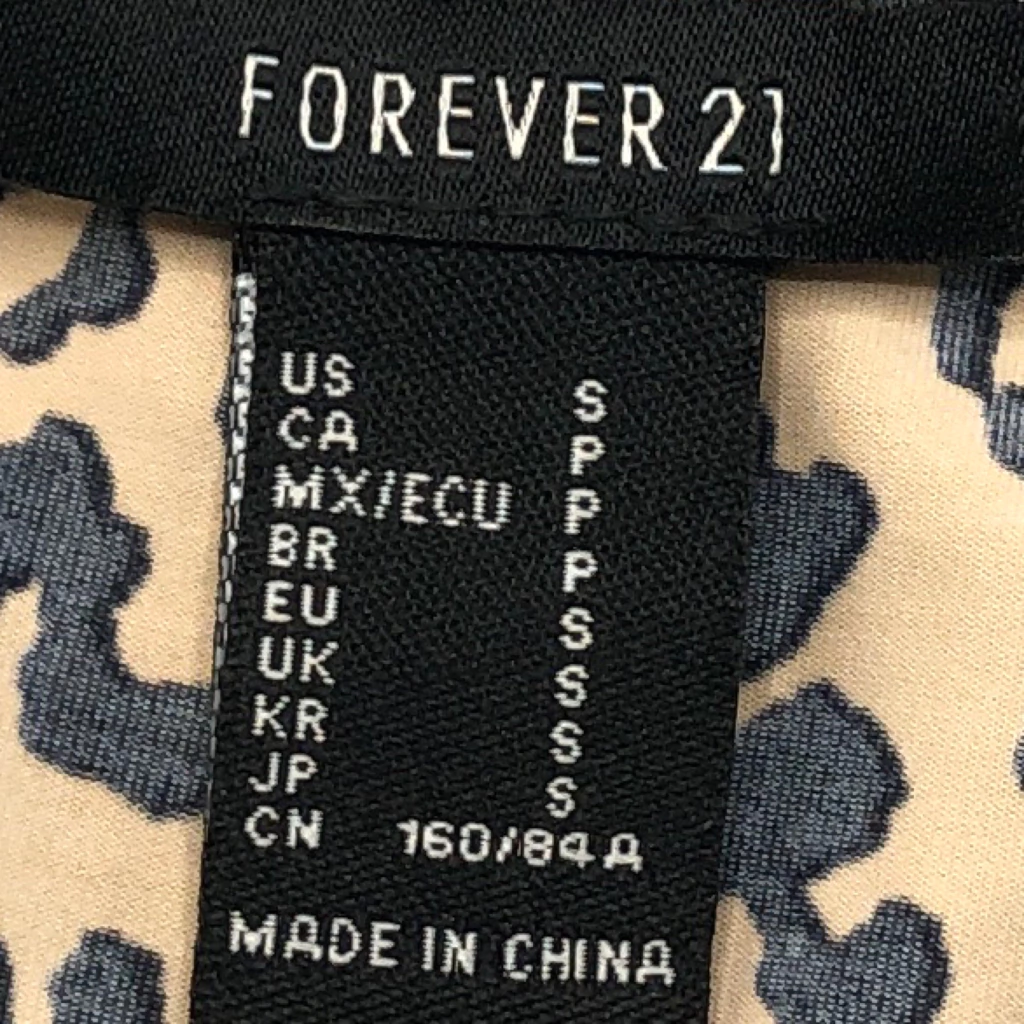 FOREVER 21
US S
CA P
MX/ECU P
BR P
EU S
UK S
KR S
JP S
CN 160/84A
MADE IN CHINA